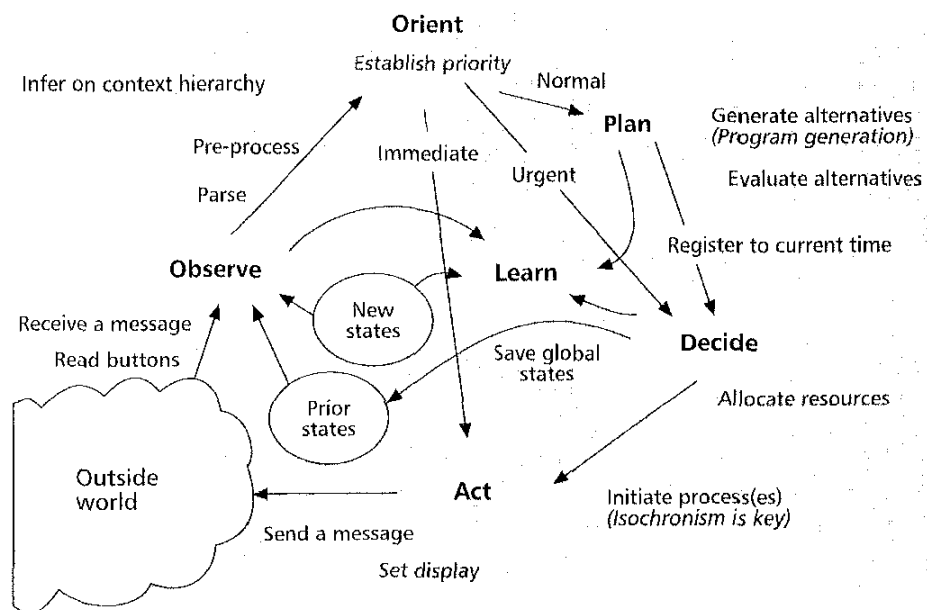 Orient
Establish priority
Infer on context hierarchy
Normal
Plan
Generate alternatives
(Program generation)
Pre-process
Immediate
Urgent
Evaluate alternatives
Parse
Register to current time
Observe
Learn
New
states
Receive a message
Read buttons
Decide
Save global
states
Prior
states
Allocate resources
Outside
world
Act
Initiate process(es)
(Isochronism is key)
Send a message
Set display